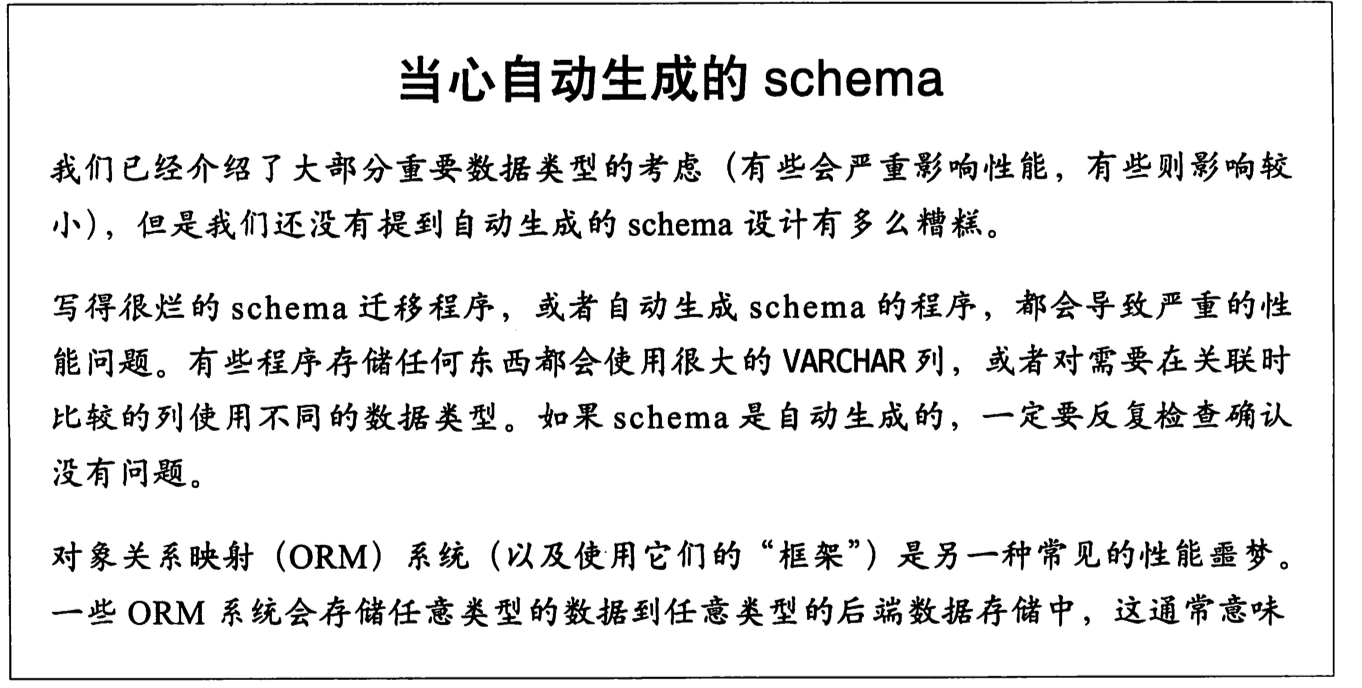 当心自动生成的 schema
我们已经介绍了大部分重要数据类型的考虑（有些会严重影响性能，有些则影响较
小），但是我们还没有提到自动生成的 schema 设计有多么糟糕。
写得很烂的 schema 迁移程序，或者自动生成 schema 的程序，都会导致严重的性
能问题。有些程序存储任何东西都会使用很大的 VARCHAR 列，或者对需要在关联时
比较的列使用不同的数据类型。如果 schema 是自动生成的，一定要反复检查确认
没有问题。
对象关系映射（ORM）系统（以及使用它们的“框架”）是另一种常见的性能噩梦。
一些 ORM 系统会存储任意类型的数据到任意类型的后端数据存储中，这通常意味